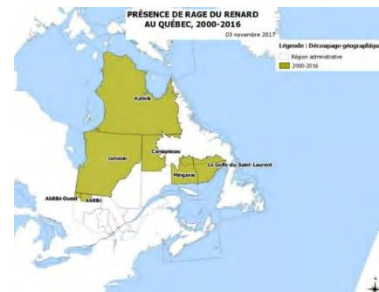 PRÉSENCE DE RAGE DU RENARD
AU QUÉBEC, 2000-2016
03 novembre 2017
Légende : Découpage géographique
Région administrative
2000-2016
Kativik
Caniapiscau
Jamésie
Le Golfe-du-Saint-Laurent
Minganie
Abitibi-Ouest
Abitibi